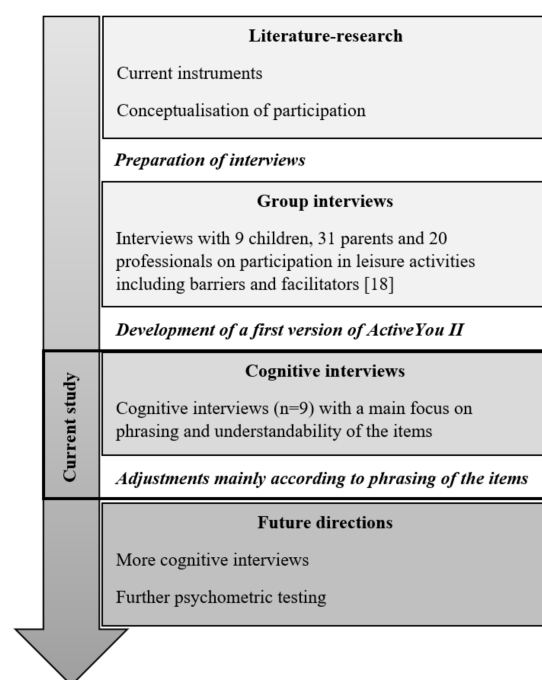 Literature-research
Current instruments
Conceptualisation of participation
Preparation of interviews
Group interviews
Interviews with 9 children, 31 parents and 20
professionals on participation in leisure activities
including barriers and facilitators [18]
Development of a first version of ActiveYou II
Current study
Cognitive interviews
Cognitive interviews (n=9) with a main focus on
phrasing and understandability of the items
Adjustments mainly according to phrasing of the items
Future directions
More cognitive interviews
Further psychometric testing